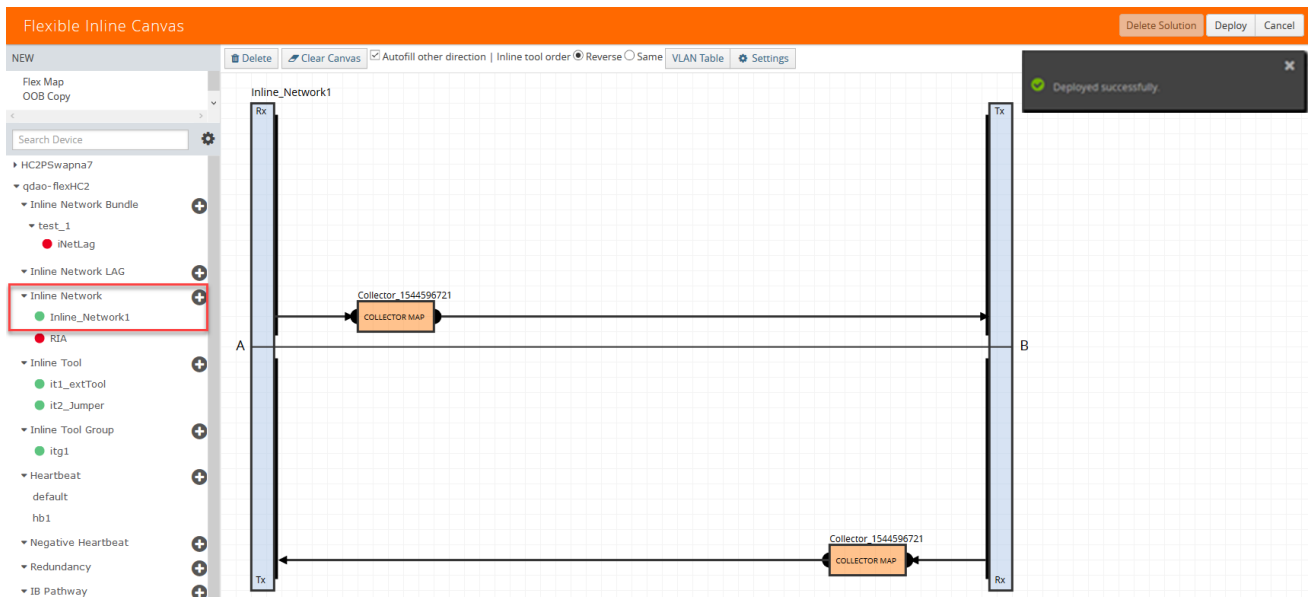 Flexible Inline Canvas
Delete Solution
Deploy
Cancel
NEW
Delete
Clear Canvas
Autofill other direction | Inline tool order Reverse Same
VLAN Table
Settings
Deployed successfully.
Flex Map
OOB Copy
Search Device
HC2PSwapna7
qdao-flexHC2
Inline Network Bundle
test_1
iNetLag
Inline Network LAG
Inline Network
Inline_Network1
RIA
Inline Tool
it1_extTool
it2_Jumper
Inline Tool Group
itg1
Heartbeat
default
hb1
Negative Heartbeat
Redundancy
IB Pathway
Inline_Network1
Rx
Tx
Collector_1544596721
COLLECTOR MAP
A
B
Collector_1544596721
COLLECTOR MAP
Tx
Rx